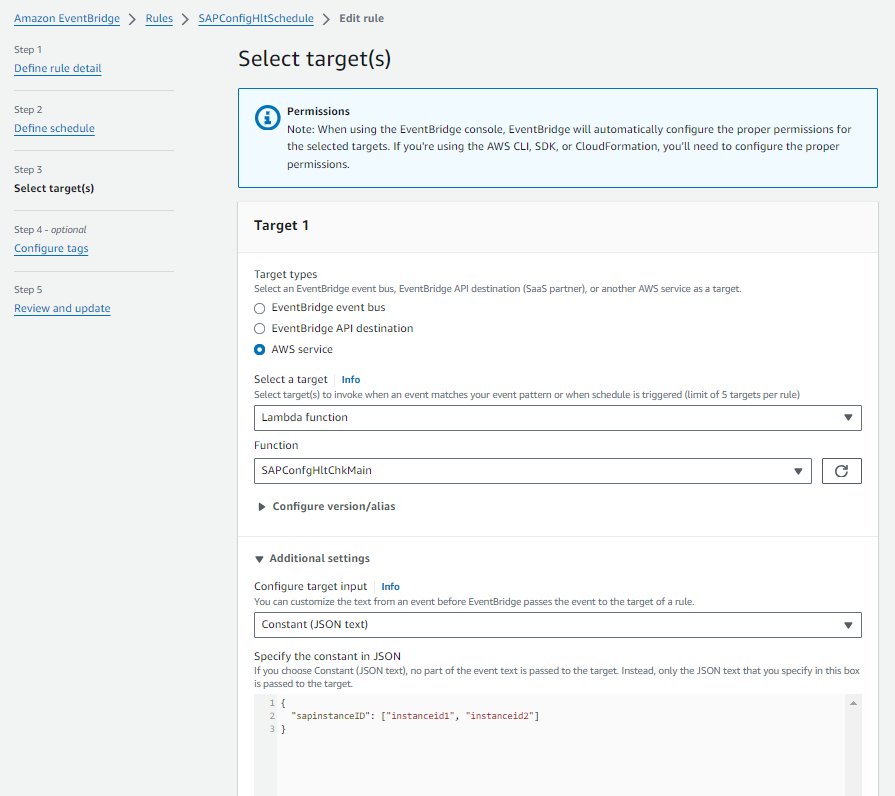 Amazon EventBridge > Rules > SAPConfigHltSchedule > Edit rule
Step 1
Define rule detail
Step 2
Define schedule
Step 3
Select target(s)
Step 4 - optional
Configure tags
Step 5
Review and update
Select target(s)
Permissions
Note: When using the EventBridge console, EventBridge will automatically configure the proper permissions for
the selected targets. If you're using the AWS CLI, SDK, or CloudFormation, you'll need to configure the proper
permissions.
Target 1
Target types
Select an EventBridge event bus, EventBridge API destination (SaaS partner), or another AWS service as a target.
EventBridge event bus
EventBridge API destination
AWS service
Select a target Info
Select target(s) to invoke when an event matches your event pattern or when schedule is triggered (limit of 5 targets per rule)
Lambda function
Function
SAPConfgHltChkMain
Configure version/alias
Additional settings
Configure target input Info
You can customize the text from an event before EventBridge passes the event to the target of a rule.
Constant (JSON text)
Specify the constant in JSON
If you choose Constant (JSON text), no part of the event text is passed to the target. Instead, only the JSON text that you specify in this box
is passed to the target.
1 {
2 "sapinstanceID": ["instanceid1", "instanceid2"]
3 }